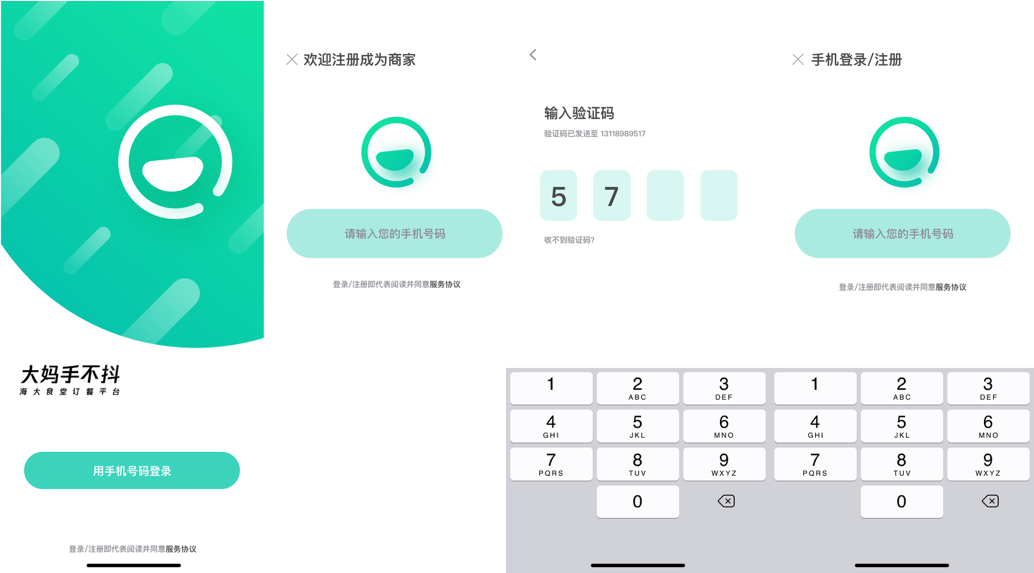 大妈手不抖
海大食堂订餐平台
用手机号码登录
登录/注册即代表阅读并同意服务协议
欢迎注册成为商家
请输入您的手机号码
登录/注册即代表阅读并同意服务协议
输入验证码
验证码已发送至 13118989517
5 7
收不到验证码?
1
2
ABC
3
DEF
4
GHI
5
JKL
6
MNO
7
PQRS
8
TUV
9
WXYZ
0
手机登录/注册
请输入您的手机号码
登录/注册即代表阅读并同意服务协议
1
2
ABC
3
DEF
4
GHI
5
JKL
6
MNO
7
PQRS
8
TUV
9
WXYZ
0